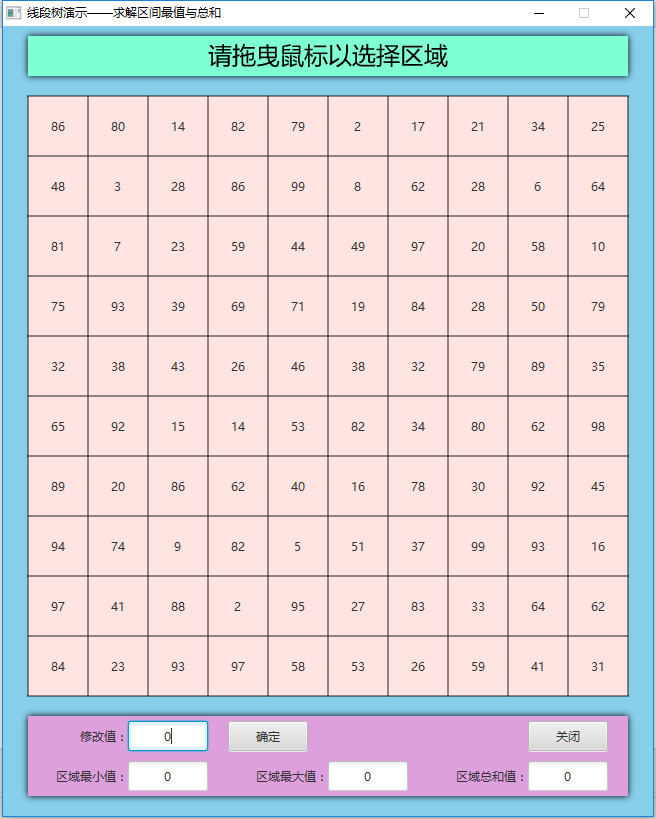 线段树演示——求解区间最值与总和
请拖曳鼠标以选择区域
86 80 14 82 79 2 17 21 34 25
48 3 28 86 99 8 62 28 6 64
81 7 23 59 44 49 97 20 58 10
75 93 39 69 71 19 84 28 50 79
32 38 43 26 46 38 32 79 89 35
65 92 15 14 53 82 34 80 62 98
89 20 86 62 40 16 78 30 92 45
94 74 9 82 5 51 37 99 93 16
97 41 88 2 95 27 83 33 64 62
84 23 93 97 58 53 26 59 41 31
修改值： 0 确定 关闭
区域最小值： 0 区域最大值： 0 区域总和值： 0